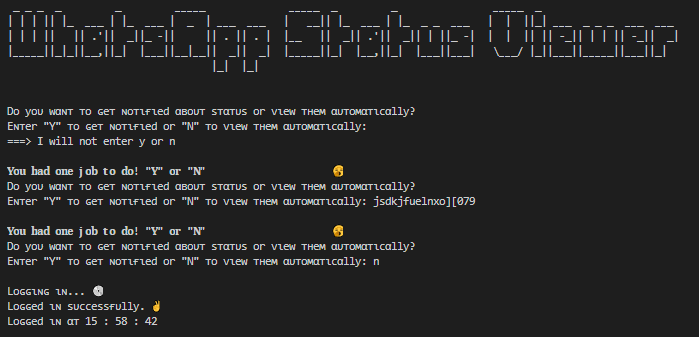 WhatsApp Status Viewer
Do you want to get notified about status or view them automatically?
Enter "Y" to get notified or "N" to view them automatically:
===> I will not enter y or n
You had one job to do! "Y" or "N" 🥱
Do you want to get notified about status or view them automatically?
Enter "Y" to get notified or "N" to view them automatically: jsdkjfuelnxo][079
You had one job to do! "Y" or "N" 🥱
Do you want to get notified about status or view them automatically?
Enter "Y" to get notified or "N" to view them automatically: n
Logging in...
Logged in successfully. ✌
Logged in at 15 : 58 : 42